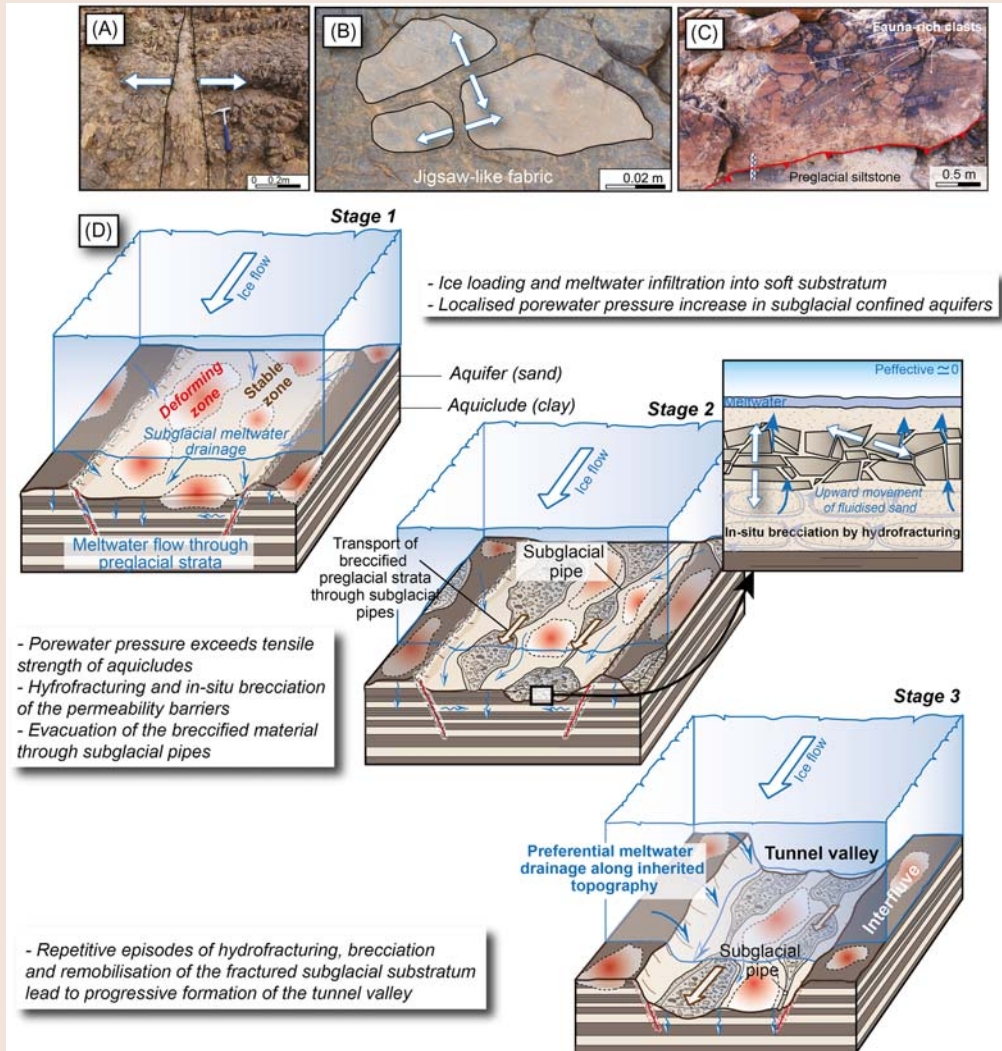 (A)
0 0.2m
(B)
Jigsaw-like fabric
0.02 m
(C)
Fauna-rich clasts
Preglacial siltstone
0.5 m
(D)
Stage 1
Ice flow
- Ice loading and meltwater infiltration into soft substratum
- Localised porewater pressure increase in subglacial confined aquifers
Deforming
zone
Stable
zone
Subglacial meltwater
drainage
Aquifer (sand)
Aquiclude (clay)
Meltwater flow through
preglacial strata
Stage 2
Ice flow
Peffective ≃ 0
Meltwater
Upward movement
of fluidised sand
In-situ brecciation by hydrofracturing
Transport of
brecciated
preglacial strata
through subglacial
pipes
Subglacial
pipe
- Porewater pressure exceeds tensile
strength of aquicludes
- Hyfrofracturing and in-situ brecciation
of the permeability barriers
- Evacuation of the breccified material
through subglacial pipes
Stage 3
Ice flow
Preferential meltwater
drainage along inherited
topography
Tunnel valley
Interfluve
Subglacial
pipe
- Repetitive episodes of hydrofracturing, brecciation
and remobilisation of the fractured subglacial substratum
lead to progressive formation of the tunnel valley